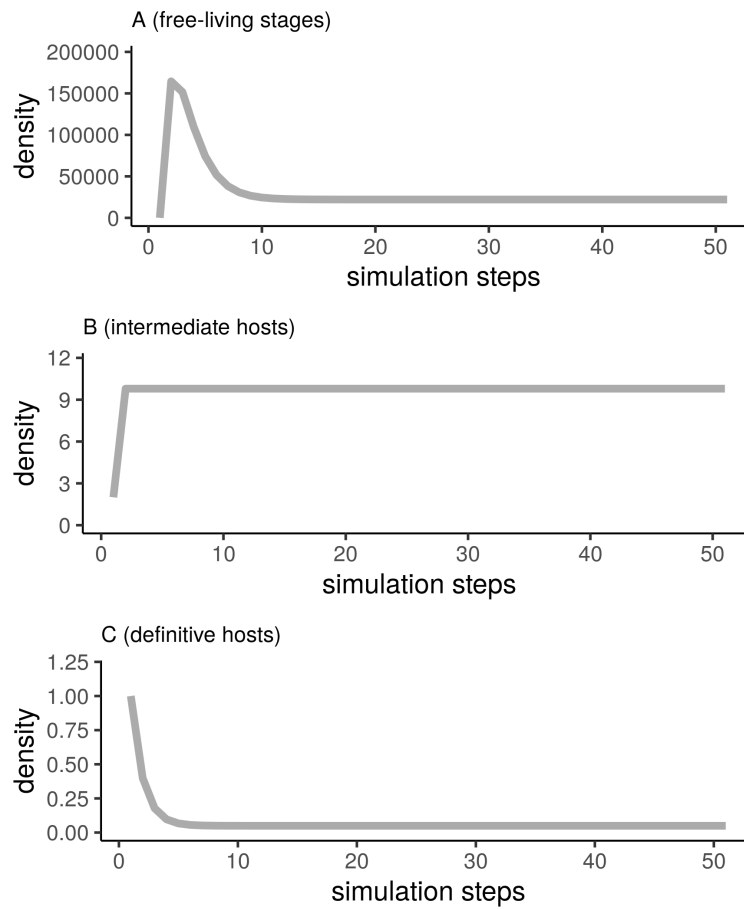 A (free-living stages)
200000
150000
100000
50000
0
density
0 10 20 30 40 50
simulation steps
B (intermediate hosts)
12
9
6
3
0
density
0 10 20 30 40 50
simulation steps
C (definitive hosts)
1.25
1.00
0.75
0.50
0.25
0.00
density
0 10 20 30 40 50
simulation steps